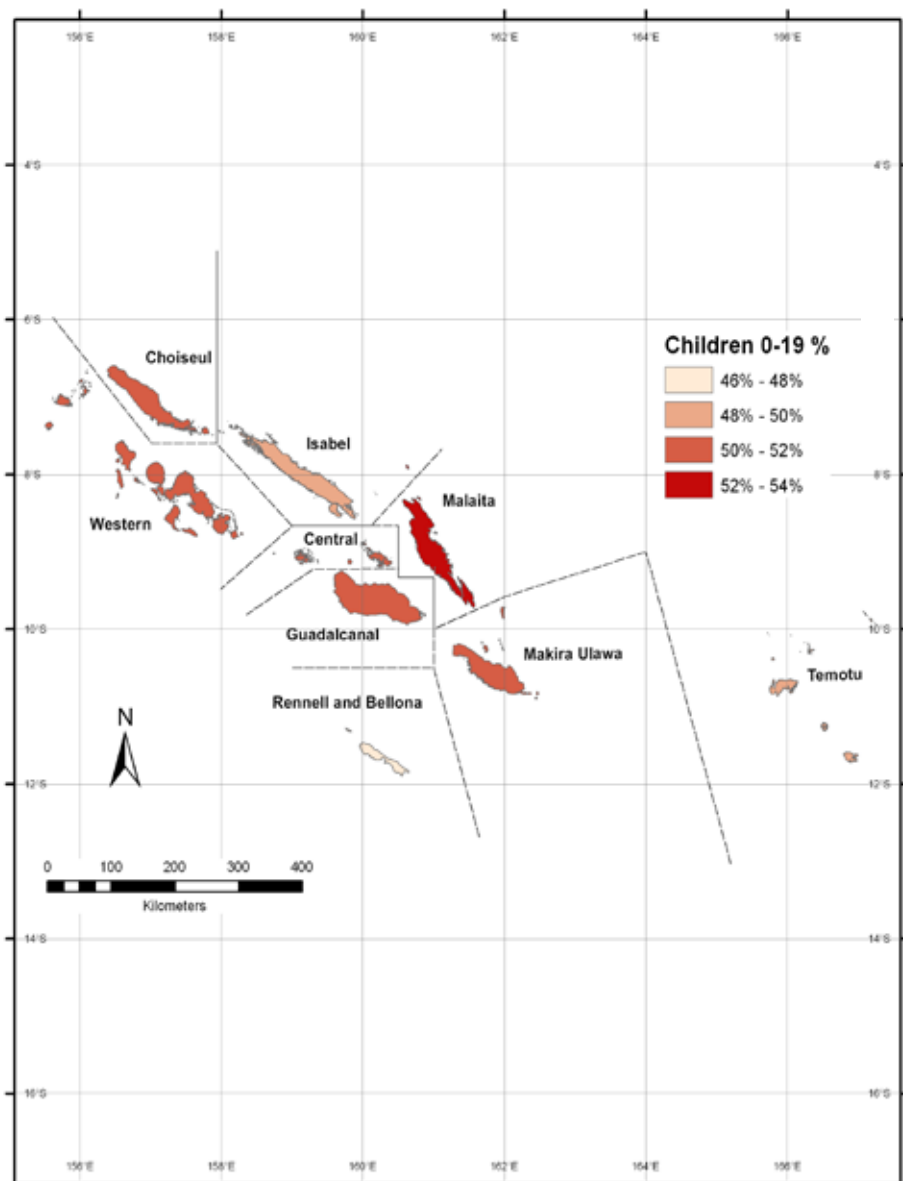 156°E 158°E 160°E 162°E 164°E 166°E
4°S 4°S
6°S
Choiseul
Children 0-19 %
46% - 48%
48% - 50%
50% - 52%
52% - 54%
Isabel
8°S 8°S
Malaita
Western
Central
10°S 10°S
Guadalcanal
Makira Ulawa
Temotu
Rennell and Bellona
N
12°S 12°S
0 100 200 300 400
Kilometers
14°S 14°S
16°S 16°S
156°E 158°E 160°E 162°E 164°E 166°E